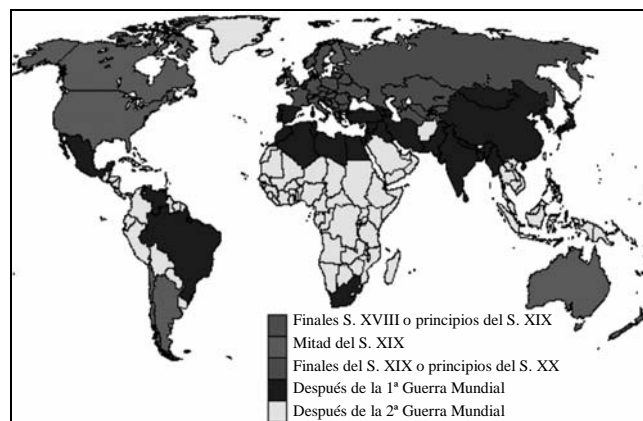 Finales S. XVIII o principios del S. XIX
Mitad del S. XIX
Finales del S. XIX o principios del S. XX
Después de la 1ª Guerra Mundial
Después de la 2ª Guerra Mundial